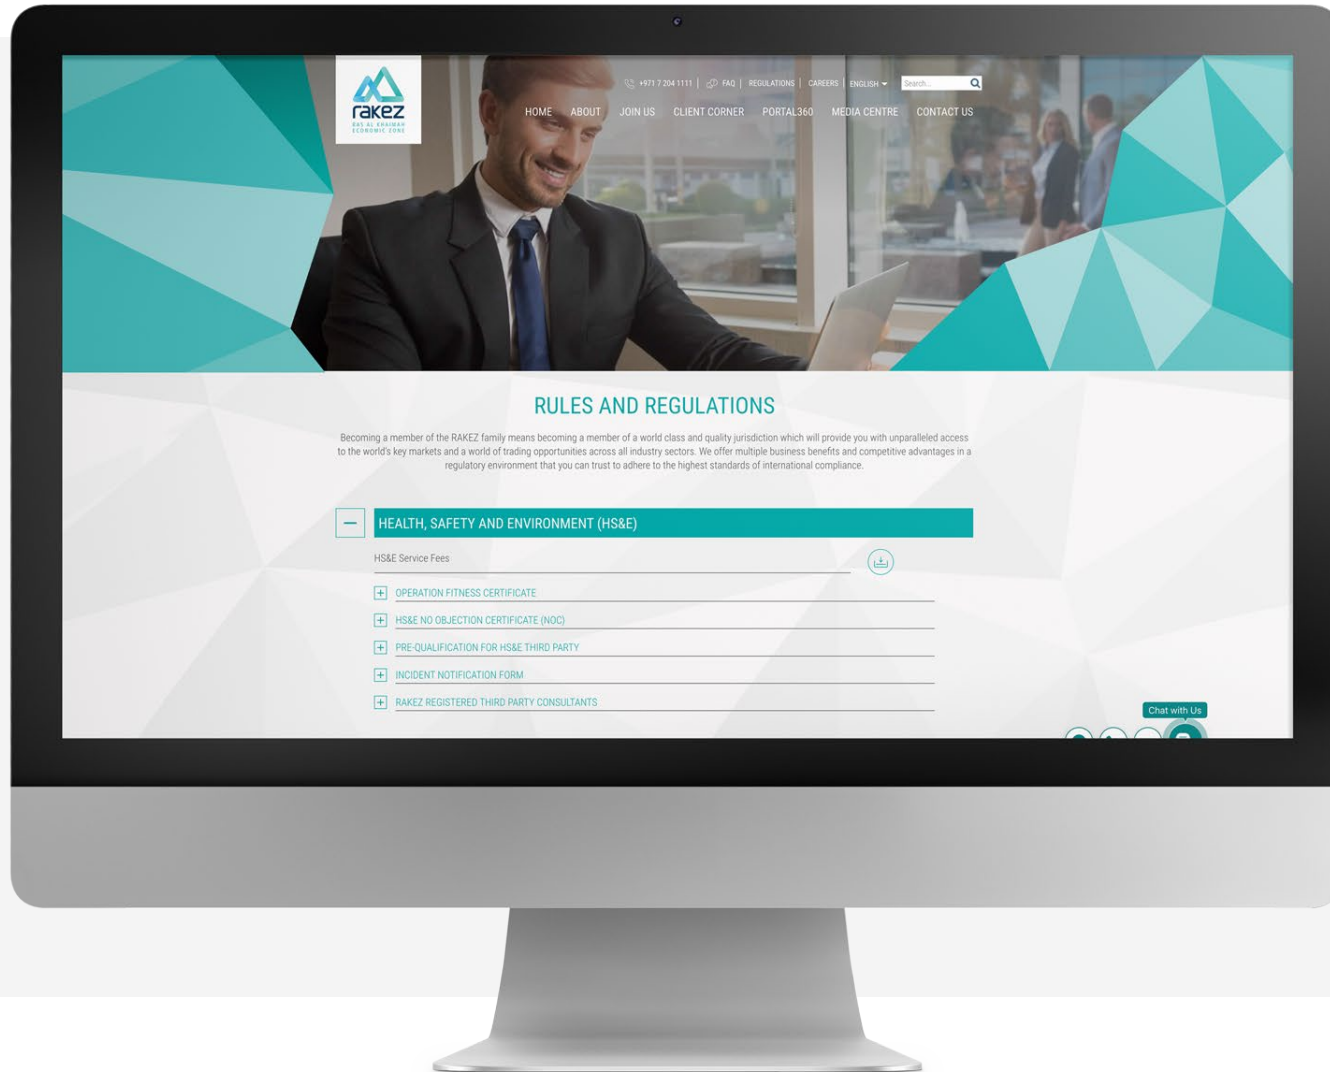 rakez
RAS AL KHAIMAH
ECONOMIC ZONE
+971 7 204 1111 | FAQ | REGULATIONS | CAREERS | ENGLISH Search...
HOME ABOUT JOIN US CLIENT CORNER PORTAL360 MEDIA CENTRE CONTACT US
RULES AND REGULATIONS
Becoming a member of the RAKEZ family means becoming a member of a world class and quality jurisdiction which will provide you with unparalleled access
to the world's key markets and a world of trading opportunities across all industry sectors. We offer multiple business benefits and competitive advantages in a
regulatory environment that you can trust to adhere to the highest standards of international compliance.
HEALTH, SAFETY AND ENVIRONMENT (HS&E)
HS&E Service Fees
OPERATION FITNESS CERTIFICATE
HS&E NO OBJECTION CERTIFICATE (NOC)
PRE-QUALIFICATION FOR HS&E THIRD PARTY
INCIDENT NOTIFICATION FORM
RAKEZ REGISTERED THIRD PARTY CONSULTANTS
Chat with Us